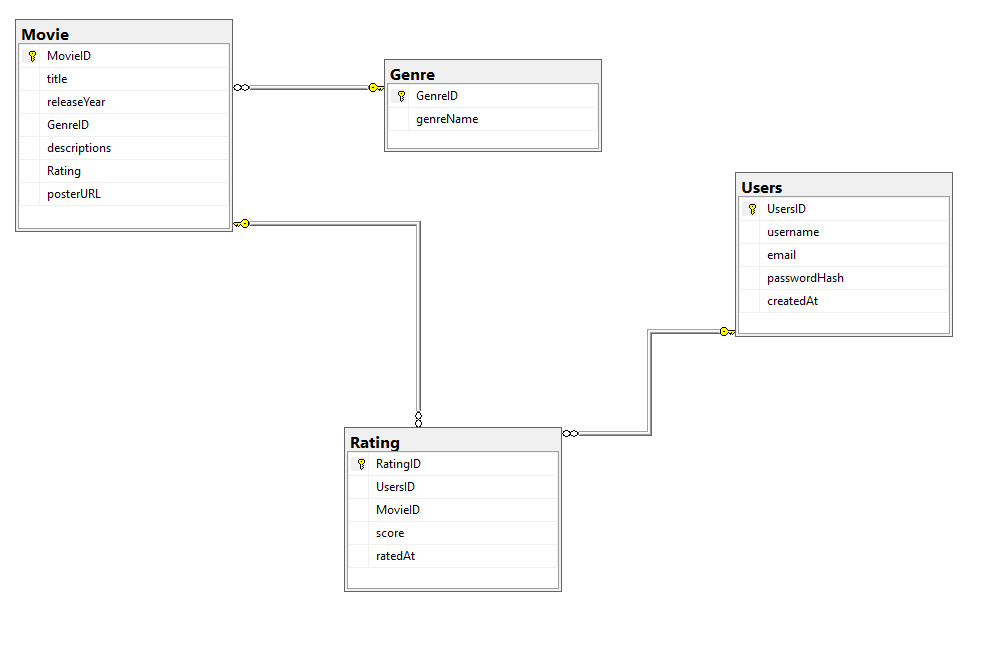 Movie
MovieID
title
releaseYear
GenreID
descriptions
Rating
posterURL
Genre
GenreID
genreName
Users
UsersID
username
email
passwordHash
createdAt
Rating
RatingID
UsersID
MovieID
score
ratedAt